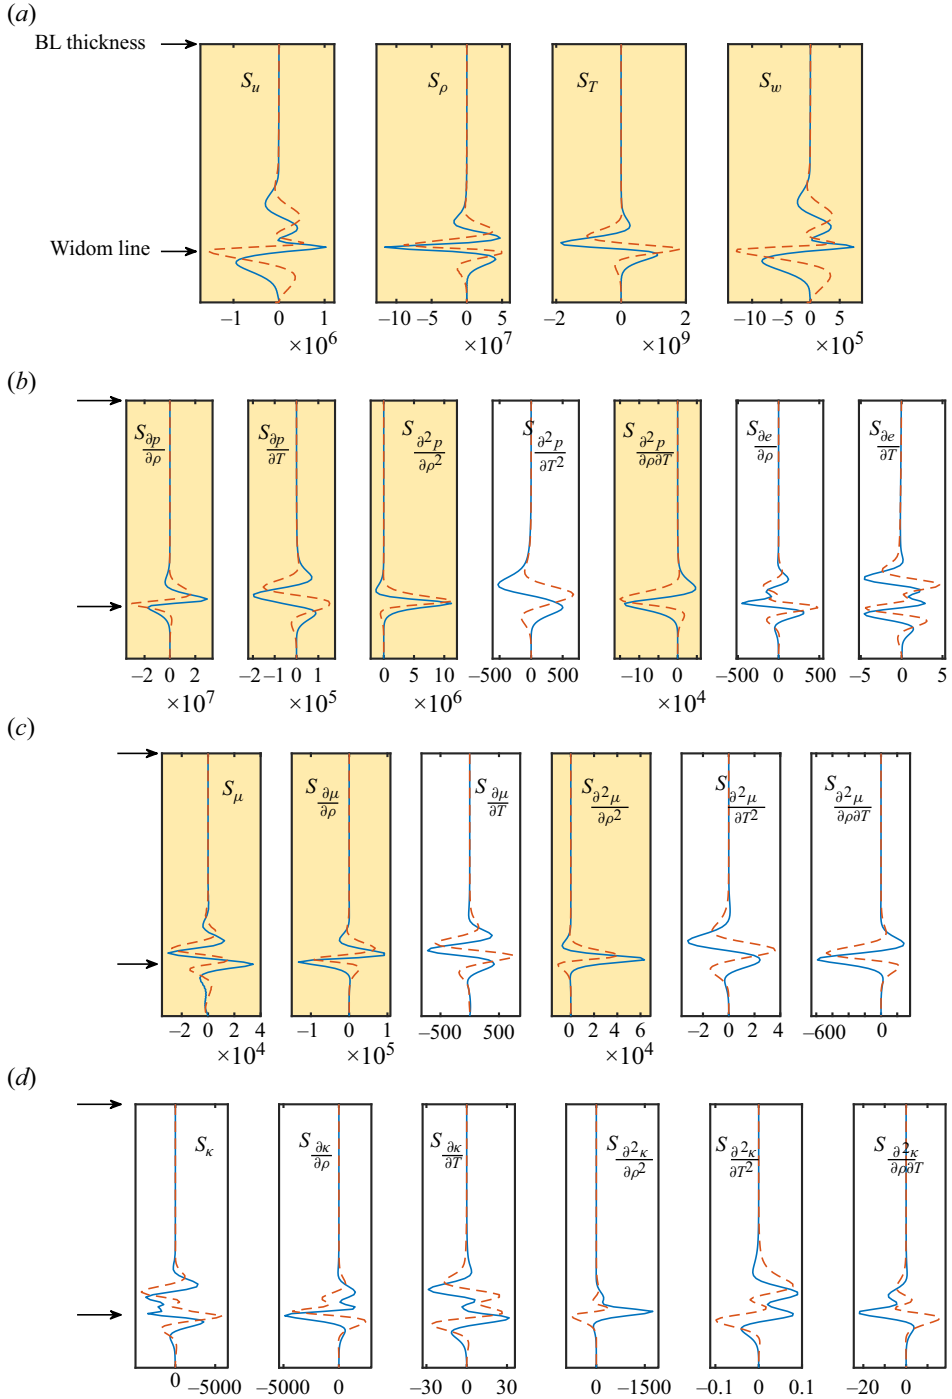 (a)
BL thickness
S_u S_ρ S_T S_w
Widom line
−1 0 1 −10 −5 0 5 −2 0 2 −10 −5 0 5
×10^6 ×10^7 ×10^9 ×10^5
(b)
S_{∂p/∂ρ} S_{∂p/∂T} S_{∂²p/∂ρ²} S_{∂²p/∂T²} S_{∂²p/∂ρ∂T} S_{∂e/∂ρ} S_{∂e/∂T}
−2 0 2 −2 −1 0 1 0 5 10 −500 0 500 −10 0 −500 0 500 −5 0 5
×10^7 ×10^5 ×10^6 ×10^4
(c)
S_μ S_{∂μ/∂ρ} S_{∂μ/∂T} S_{∂²μ/∂ρ²} S_{∂²μ/∂T²} S_{∂²μ/∂ρ∂T}
−2 0 2 4 −1 0 1 −500 500 0 2 4 6 −2 0 2 −600 0
×10^4 ×10^5 ×10^4
(d)
S_κ S_{∂κ/∂ρ} S_{∂κ/∂T} S_{∂²κ/∂ρ²} S_{∂²κ/∂T²} S_{∂²κ/∂ρ∂T}
0 −5000 −5000 0 −30 0 30 0 −1500 −0.1 0 0.1 −20 0